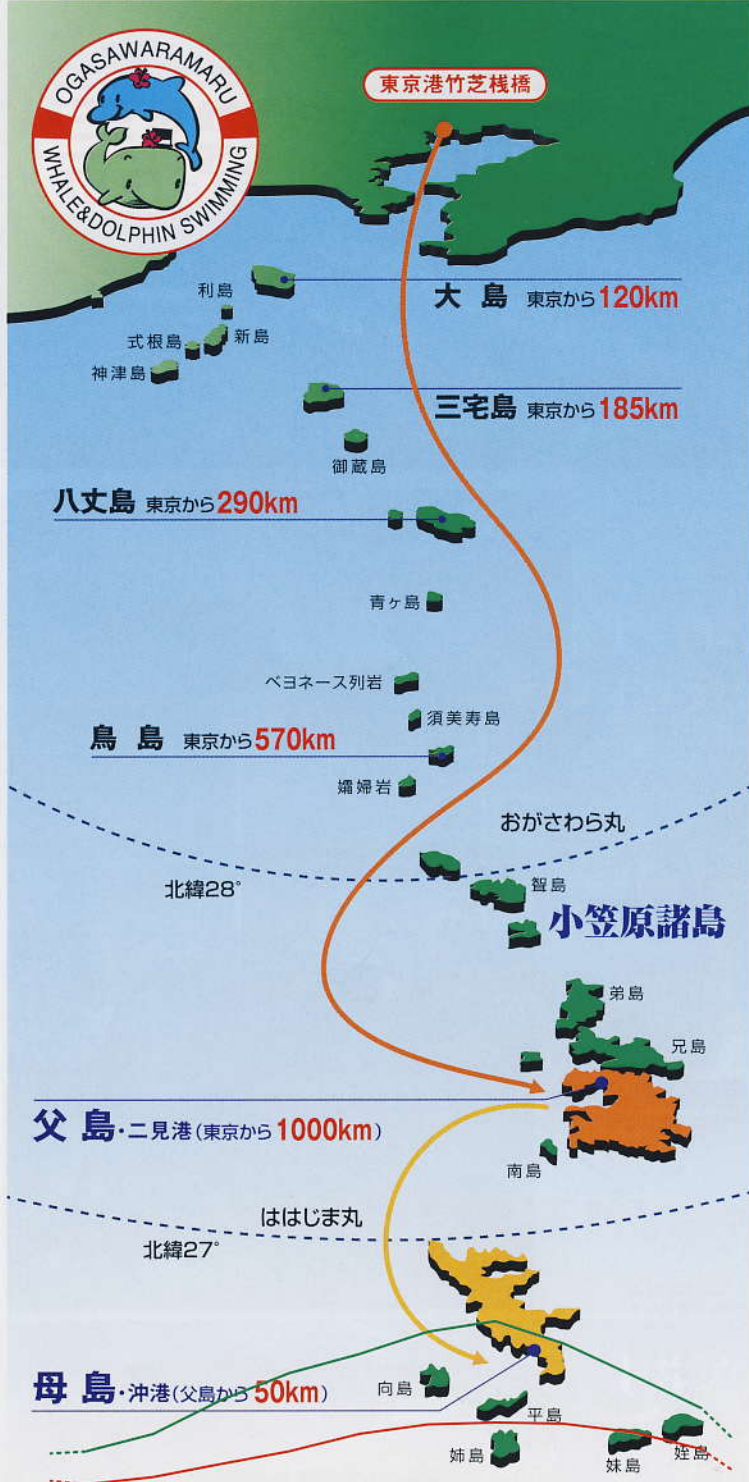 OGASAWARAMARU
WHALE&DOLPHIN SWIMMING
東京港竹芝桟橋
大島 東京から120km
利島
新島
式根島
神津島
三宅島 東京から185km
御蔵島
八丈島 東京から290km
青ヶ島
ベヨネース列岩
須美寿島
鳥島 東京から570km
孀婦岩
おがさわら丸
北緯28°
聟島
小笠原諸島
弟島
兄島
父島・二見港(東京から1000km)
南島
ははじま丸
北緯27°
母島・沖港(父島から50km)
向島
平島
姉島
妹島
姪島